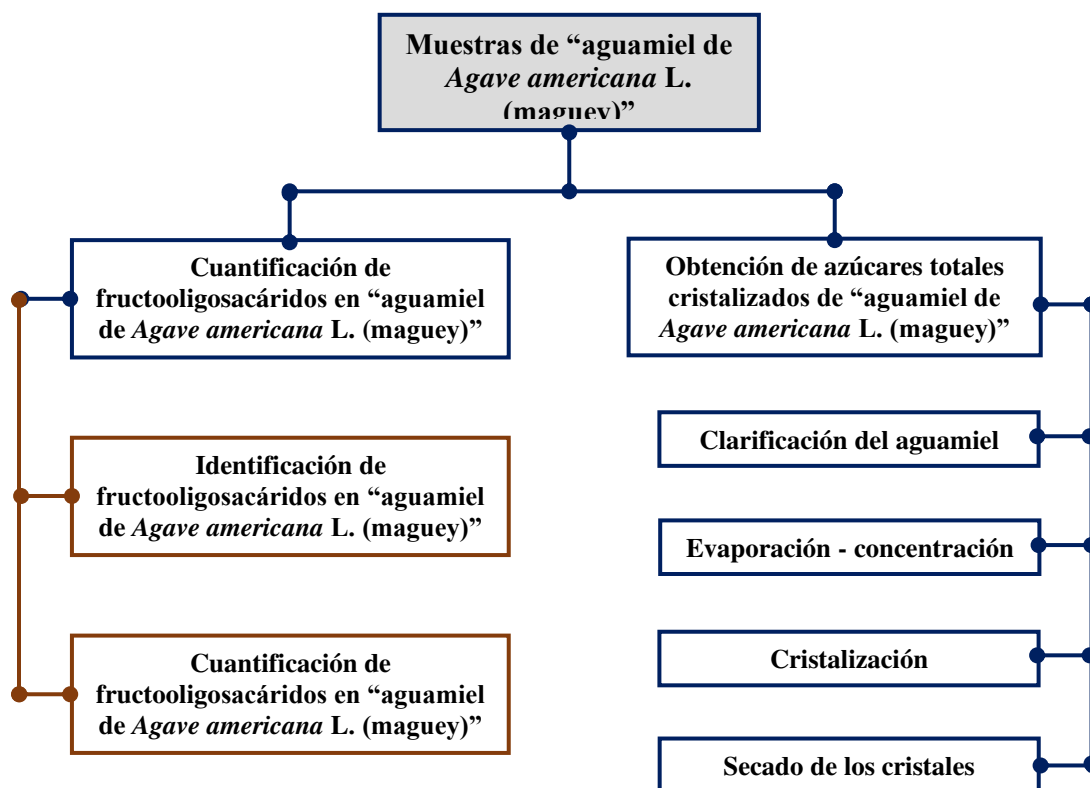 Muestras de “aguamiel de
Agave americana L.
(maguey)”
Cuantificación de
fructooligosacáridos en “aguamiel
de Agave americana L. (maguey)”
Identificación de
fructooligosacáridos en “aguamiel
de Agave americana L. (maguey)”
Cuantificación de
fructooligosacáridos en “aguamiel
de Agave americana L. (maguey)”
Obtención de azúcares totales
cristalizados de “aguamiel de
Agave americana L. (maguey)”
Clarificación del aguamiel
Evaporación - concentración
Cristalización
Secado de los cristales